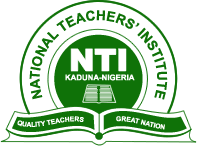 NATIONAL TEACHERS' INSTITUTE
NTI
KADUNA-NIGERIA
QUALITY TEACHERS
GREAT NATION